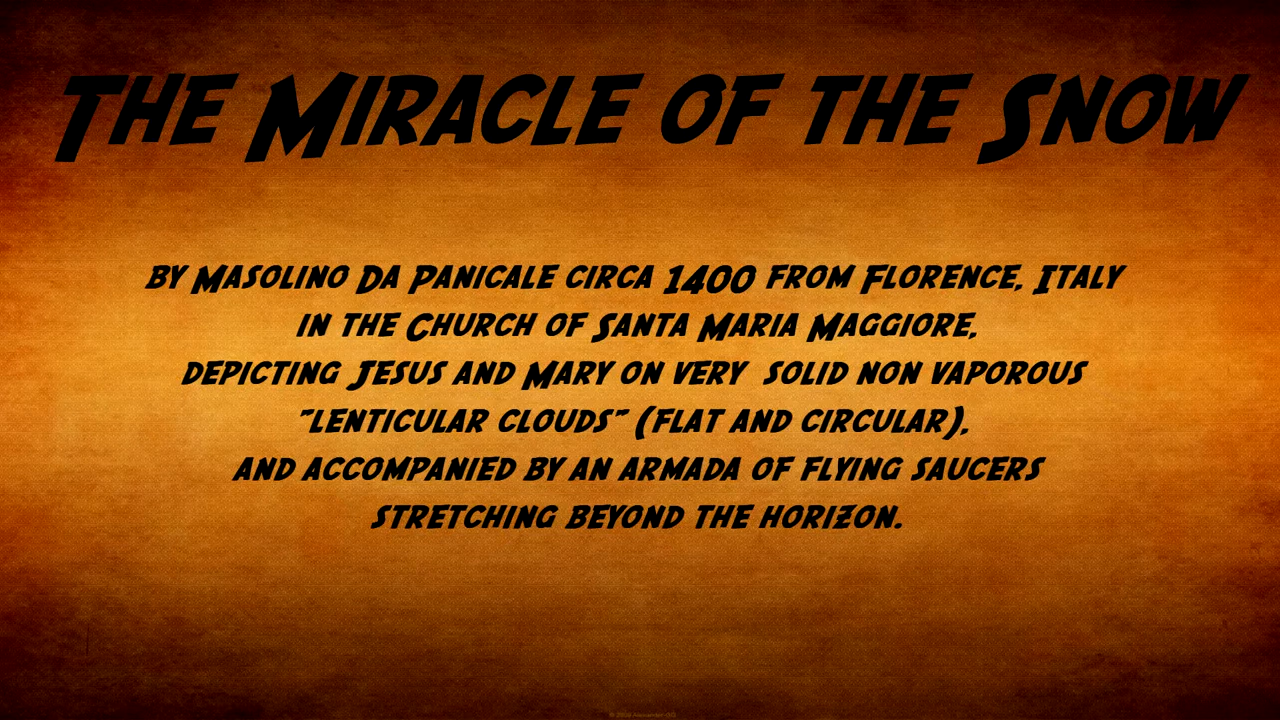 The Miracle of the Snow
by Masolino Da Panicale circa 1400 from Florence, Italy
in the Church of Santa Maria Maggiore,
depicting Jesus and Mary on very solid non vaporous
"lenticular clouds" (flat and circular),
and accompanied by an armada of flying saucers
stretching beyond the horizon.